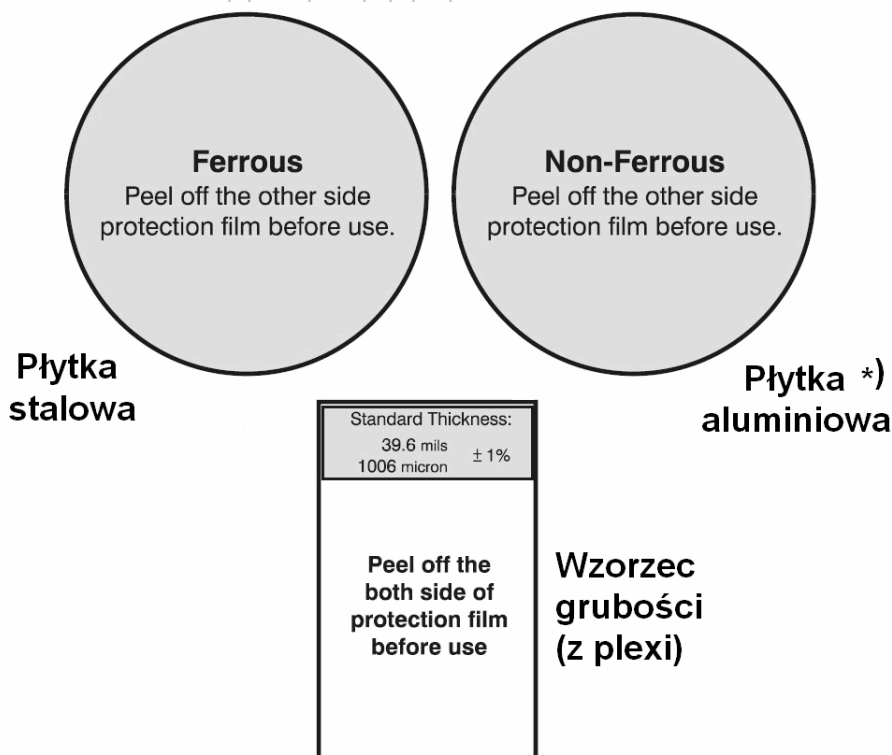 Ferrous
Peel off the other side
protection film before use.
Non-Ferrous
Peel off the other side
protection film before use.
Płytka
stalowa
Płytka *)
aluminiowa
Standard Thickness:
39.6 mils
1006 micron
± 1%
Peel off the
both side of
protection film
before use
Wzorzec
grubości
(z plexi)